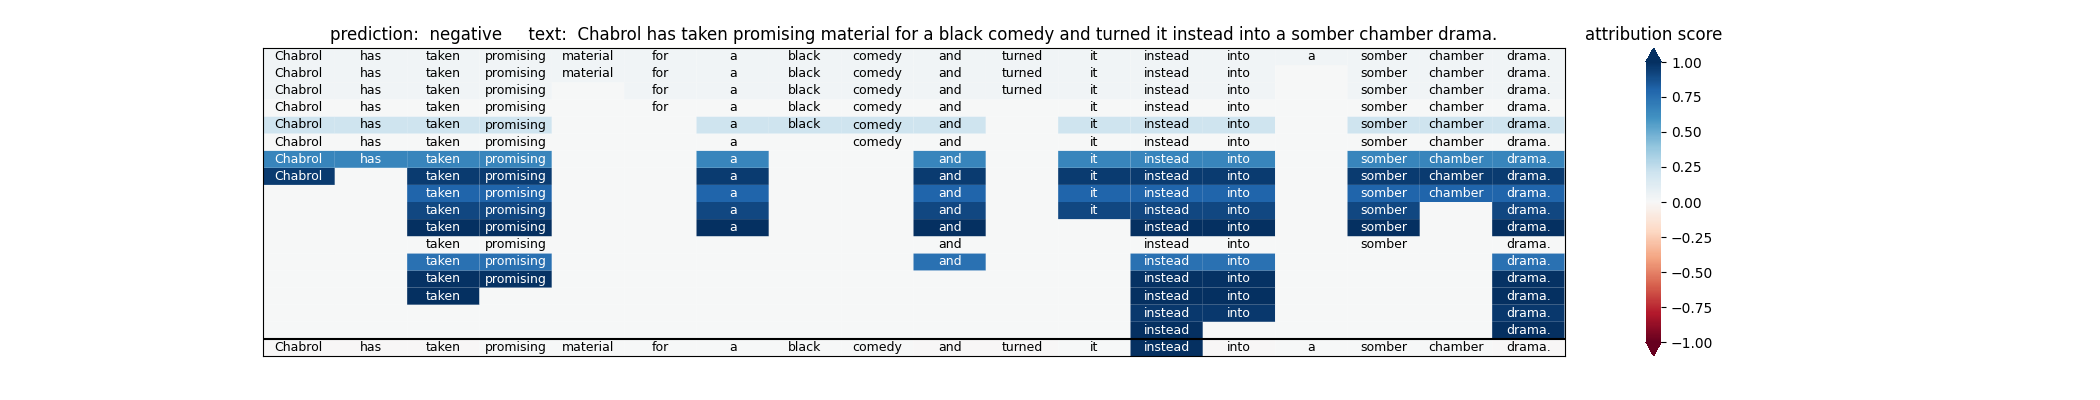 prediction:  negative     text:  Chabrol has taken promising material for a black comedy and turned it instead into a somber chamber drama.     attribution score
Chabrol has taken promising material for a black comedy and turned it instead into a somber chamber drama. 1.00
Chabrol has taken promising material for a black comedy and turned it instead into somber chamber drama.
Chabrol has taken promising for a black comedy and turned it instead into somber chamber drama. 0.75
Chabrol has taken promising for a black comedy and it instead into somber chamber drama.
Chabrol has taken promising a black comedy and it instead into somber chamber drama. 0.50
Chabrol has taken promising a comedy and it instead into somber chamber drama.
Chabrol has taken promising a and it instead into somber chamber drama. 0.25
Chabrol taken promising a and it instead into somber chamber drama.
taken promising a and it instead into somber chamber drama. 0.00
taken promising a and it instead into somber drama.
taken promising a and instead into somber drama. −0.25
taken promising and instead into somber drama.
taken promising and instead into drama. −0.50
taken promising instead into drama.
taken instead into drama. −0.75
instead into drama.
instead drama.
Chabrol has taken promising material for a black comedy and turned it instead into a somber chamber drama. −1.00